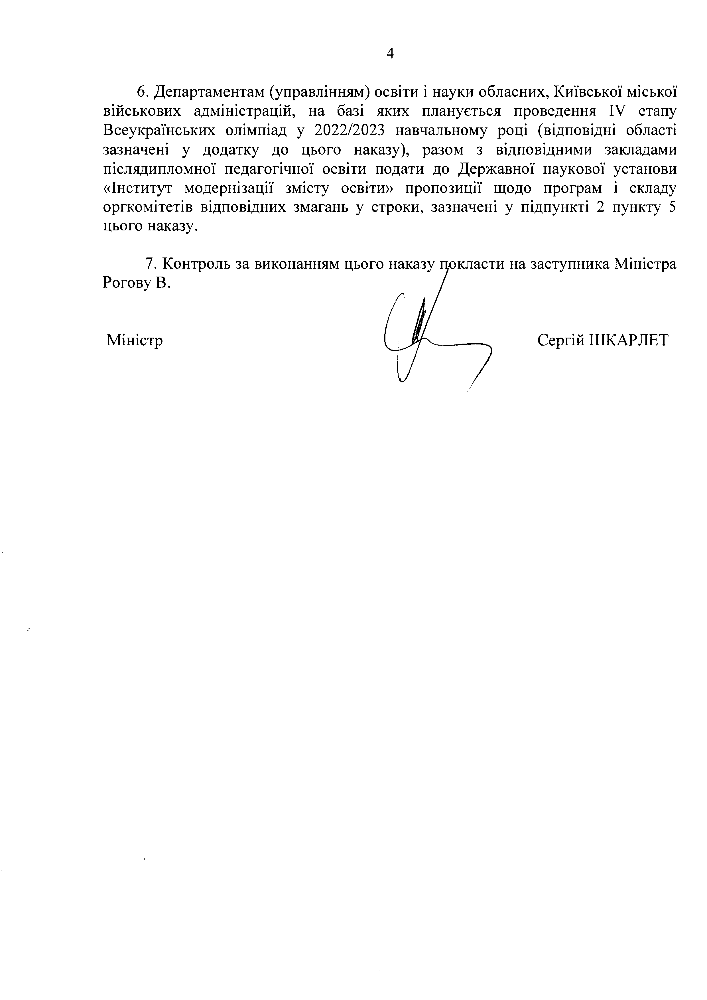 4
6. Департаментам (управлінням) освіти і науки обласних, Київської міської
військових адміністрацій, на базі яких планується проведення IV етапу
Всеукраїнських олімпіад у 2022/2023 навчальному році (відповідні області
зазначені у додатку до цього наказу), разом з відповідними закладами
післядипломної педагогічної освіти подати до Державної наукової установи
«Інститут модернізації змісту освіти» пропозиції щодо програм і складу
оргкомітетів відповідних змагань у строки, зазначені у підпункті 2 пункту 5
цього наказу.
7. Контроль за виконанням цього наказу покласти на заступника Міністра
Рогову В.
Міністр Сергій ШКАРЛЕТ